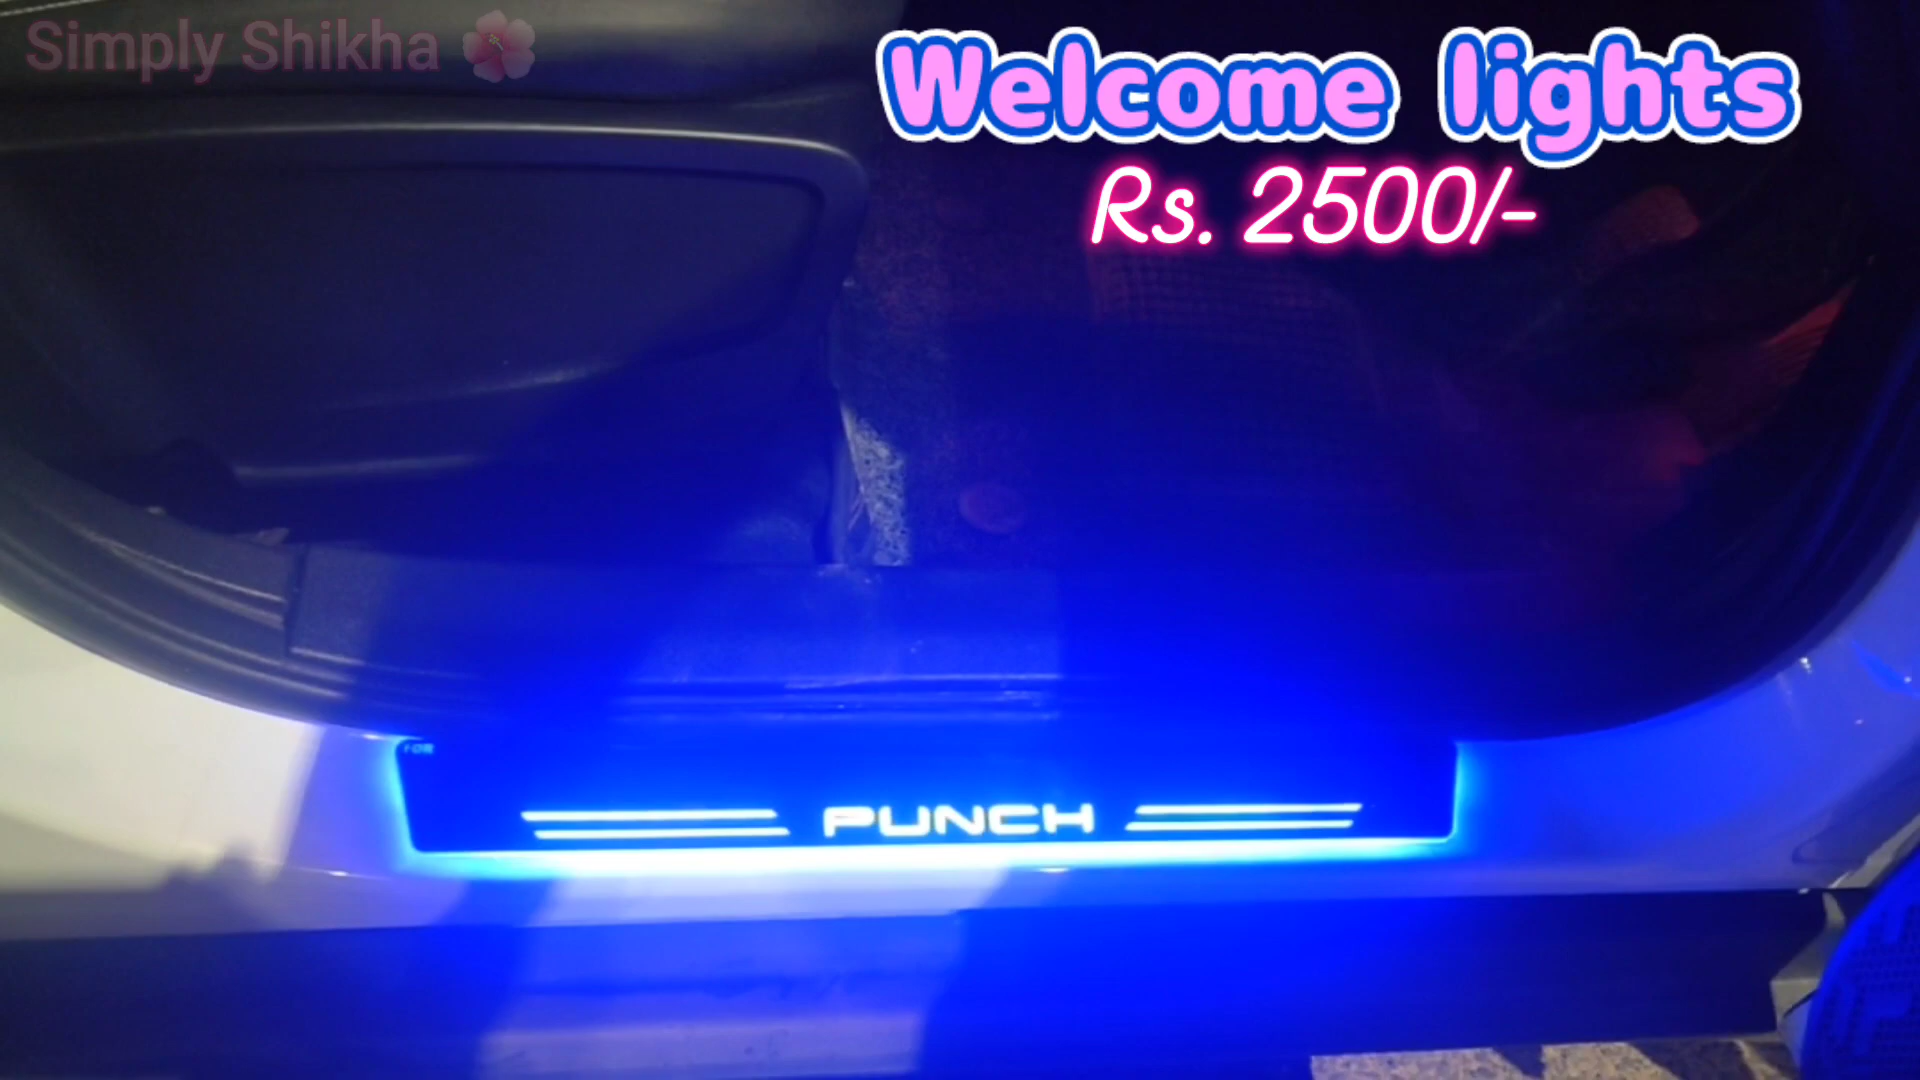 Simply Shikha 🌺
Welcome lights
Rs. 2500/-
FOR
PUNCH